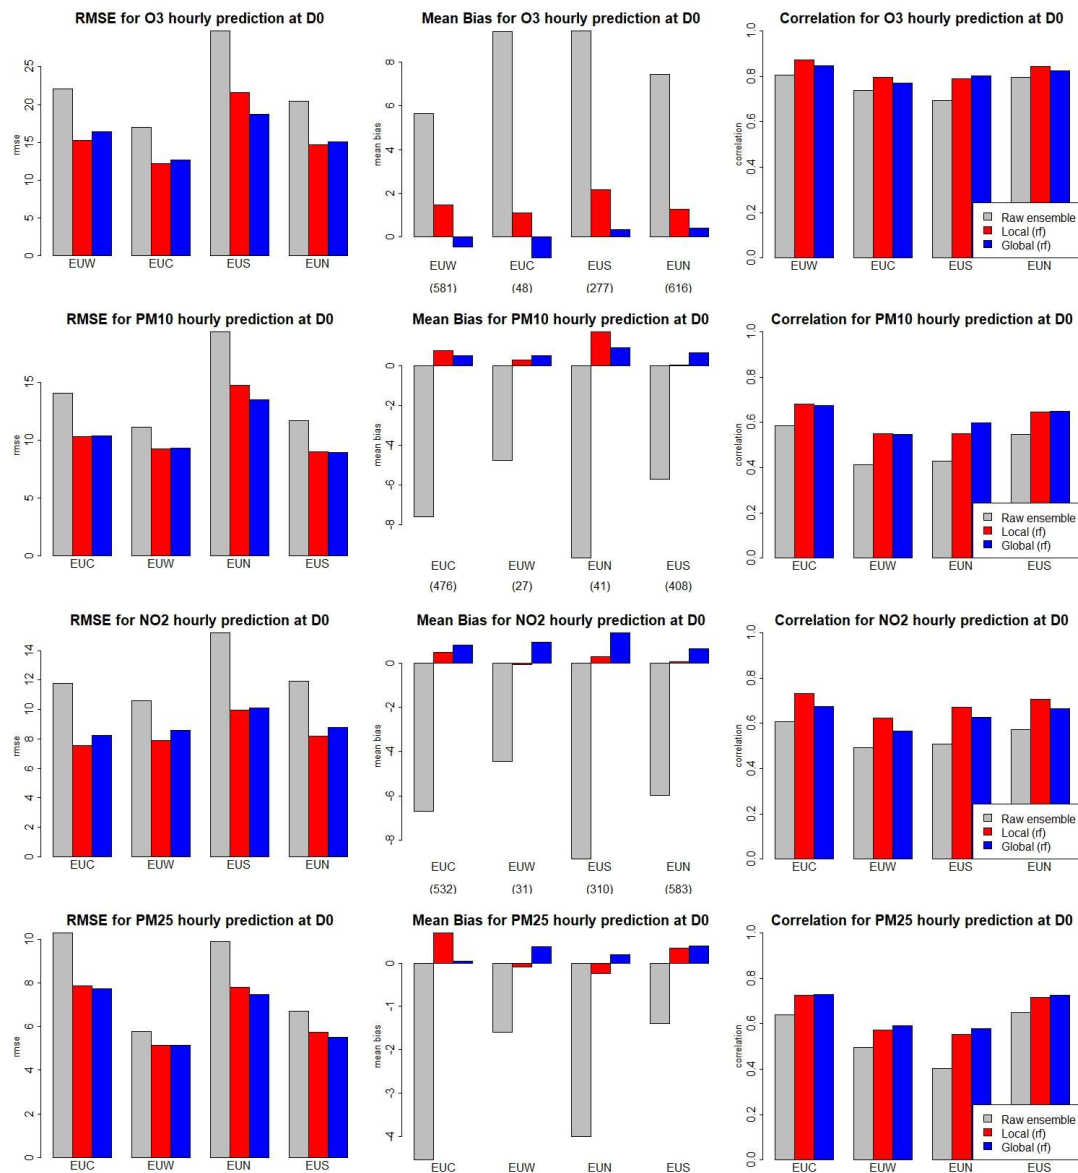 RMSE for O3 hourly prediction at D0
rmse
0 5 10 15 20 25
EUW EUC EUS EUN
Mean Bias for O3 hourly prediction at D0
mean bias
0 2 4 6 8
EUW EUC EUS EUN
(581) (48) (277) (616)
Correlation for O3 hourly prediction at D0
correlation
0.0 0.2 0.4 0.6 0.8 1.0
Raw ensemble
Local (rf)
Global (rf)
EUW EUC EUS EUN
RMSE for PM10 hourly prediction at D0
rmse
0 5 10 15
EUC EUW EUN EUS
Mean Bias for PM10 hourly prediction at D0
mean bias
-8 -6 -4 -2 0
EUC EUW EUN EUS
(476) (27) (41) (408)
Correlation for PM10 hourly prediction at D0
correlation
0.0 0.2 0.4 0.6 0.8 1.0
Raw ensemble
Local (rf)
Global (rf)
EUC EUW EUN EUS
RMSE for NO2 hourly prediction at D0
rmse
0 2 4 6 8 10 12 14
EUC EUW EUS EUN
Mean Bias for NO2 hourly prediction at D0
mean bias
-8 -6 -4 -2 0
EUC EUW EUS EUN
(532) (31) (310) (583)
Correlation for NO2 hourly prediction at D0
correlation
0.0 0.2 0.4 0.6 0.8 1.0
Raw ensemble
Local (rf)
Global (rf)
EUC EUW EUS EUN
RMSE for PM25 hourly prediction at D0
rmse
0 2 4 6 8 10
EUC EUW EUN EUS
Mean Bias for PM25 hourly prediction at D0
mean bias
-4 -3 -2 -1 0
EUC EUW EUN EUS
Correlation for PM25 hourly prediction at D0
correlation
0.0 0.2 0.4 0.6 0.8 1.0
Raw ensemble
Local (rf)
Global (rf)
EUC EUW EUN EUS